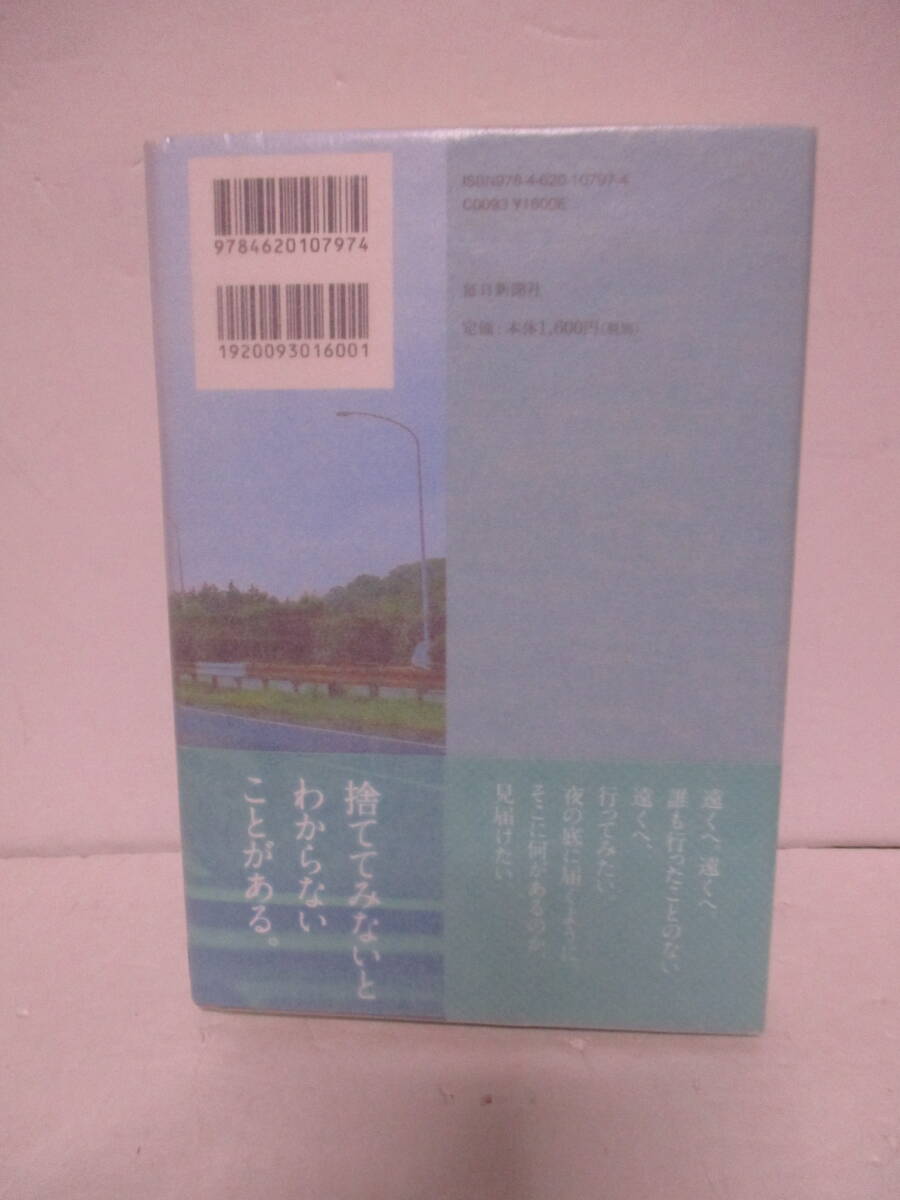 9784620107974
1920093016001
ISBN978-4-620-10797-4
C0093 ¥1600E
毎日新聞社
定価：本体1,600円（税別）
遠くへ、遠くへ、
誰も行ったことのない
遠くへ、
行ってみたい。
夜の底に届くように
そこに何があるのか
見届けたい
捨ててみないと
わからない
ことがある。